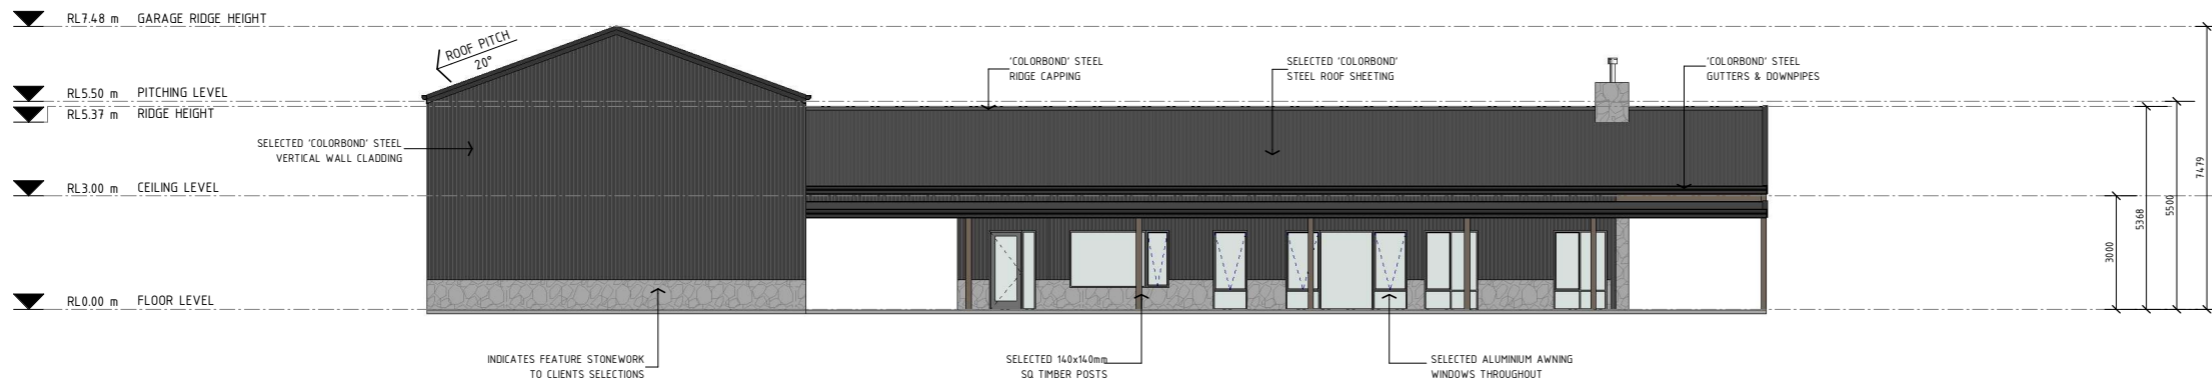 RL7.48 m GARAGE RIDGE HEIGHT
ROOF PITCH
20°
'COLORBOND' STEEL
RIDGE CAPPING
SELECTED 'COLORBOND'
STEEL ROOF SHEETING
'COLORBOND' STEEL
GUTTERS & DOWNPIPES
RL5.50 m PITCHING LEVEL
RL5.37 m RIDGE HEIGHT
SELECTED 'COLORBOND' STEEL
VERTICAL WALL CLADDING
RL3.00 m CEILING LEVEL
RL0.00 m FLOOR LEVEL
3000
5368
5500
7479
INDICATES FEATURE STONEWORK
TO CLIENTS SELECTIONS
SELECTED 140x140mm
SQ TIMBER POSTS
SELECTED ALUMINIUM AWNING
WINDOWS THROUGHOUT